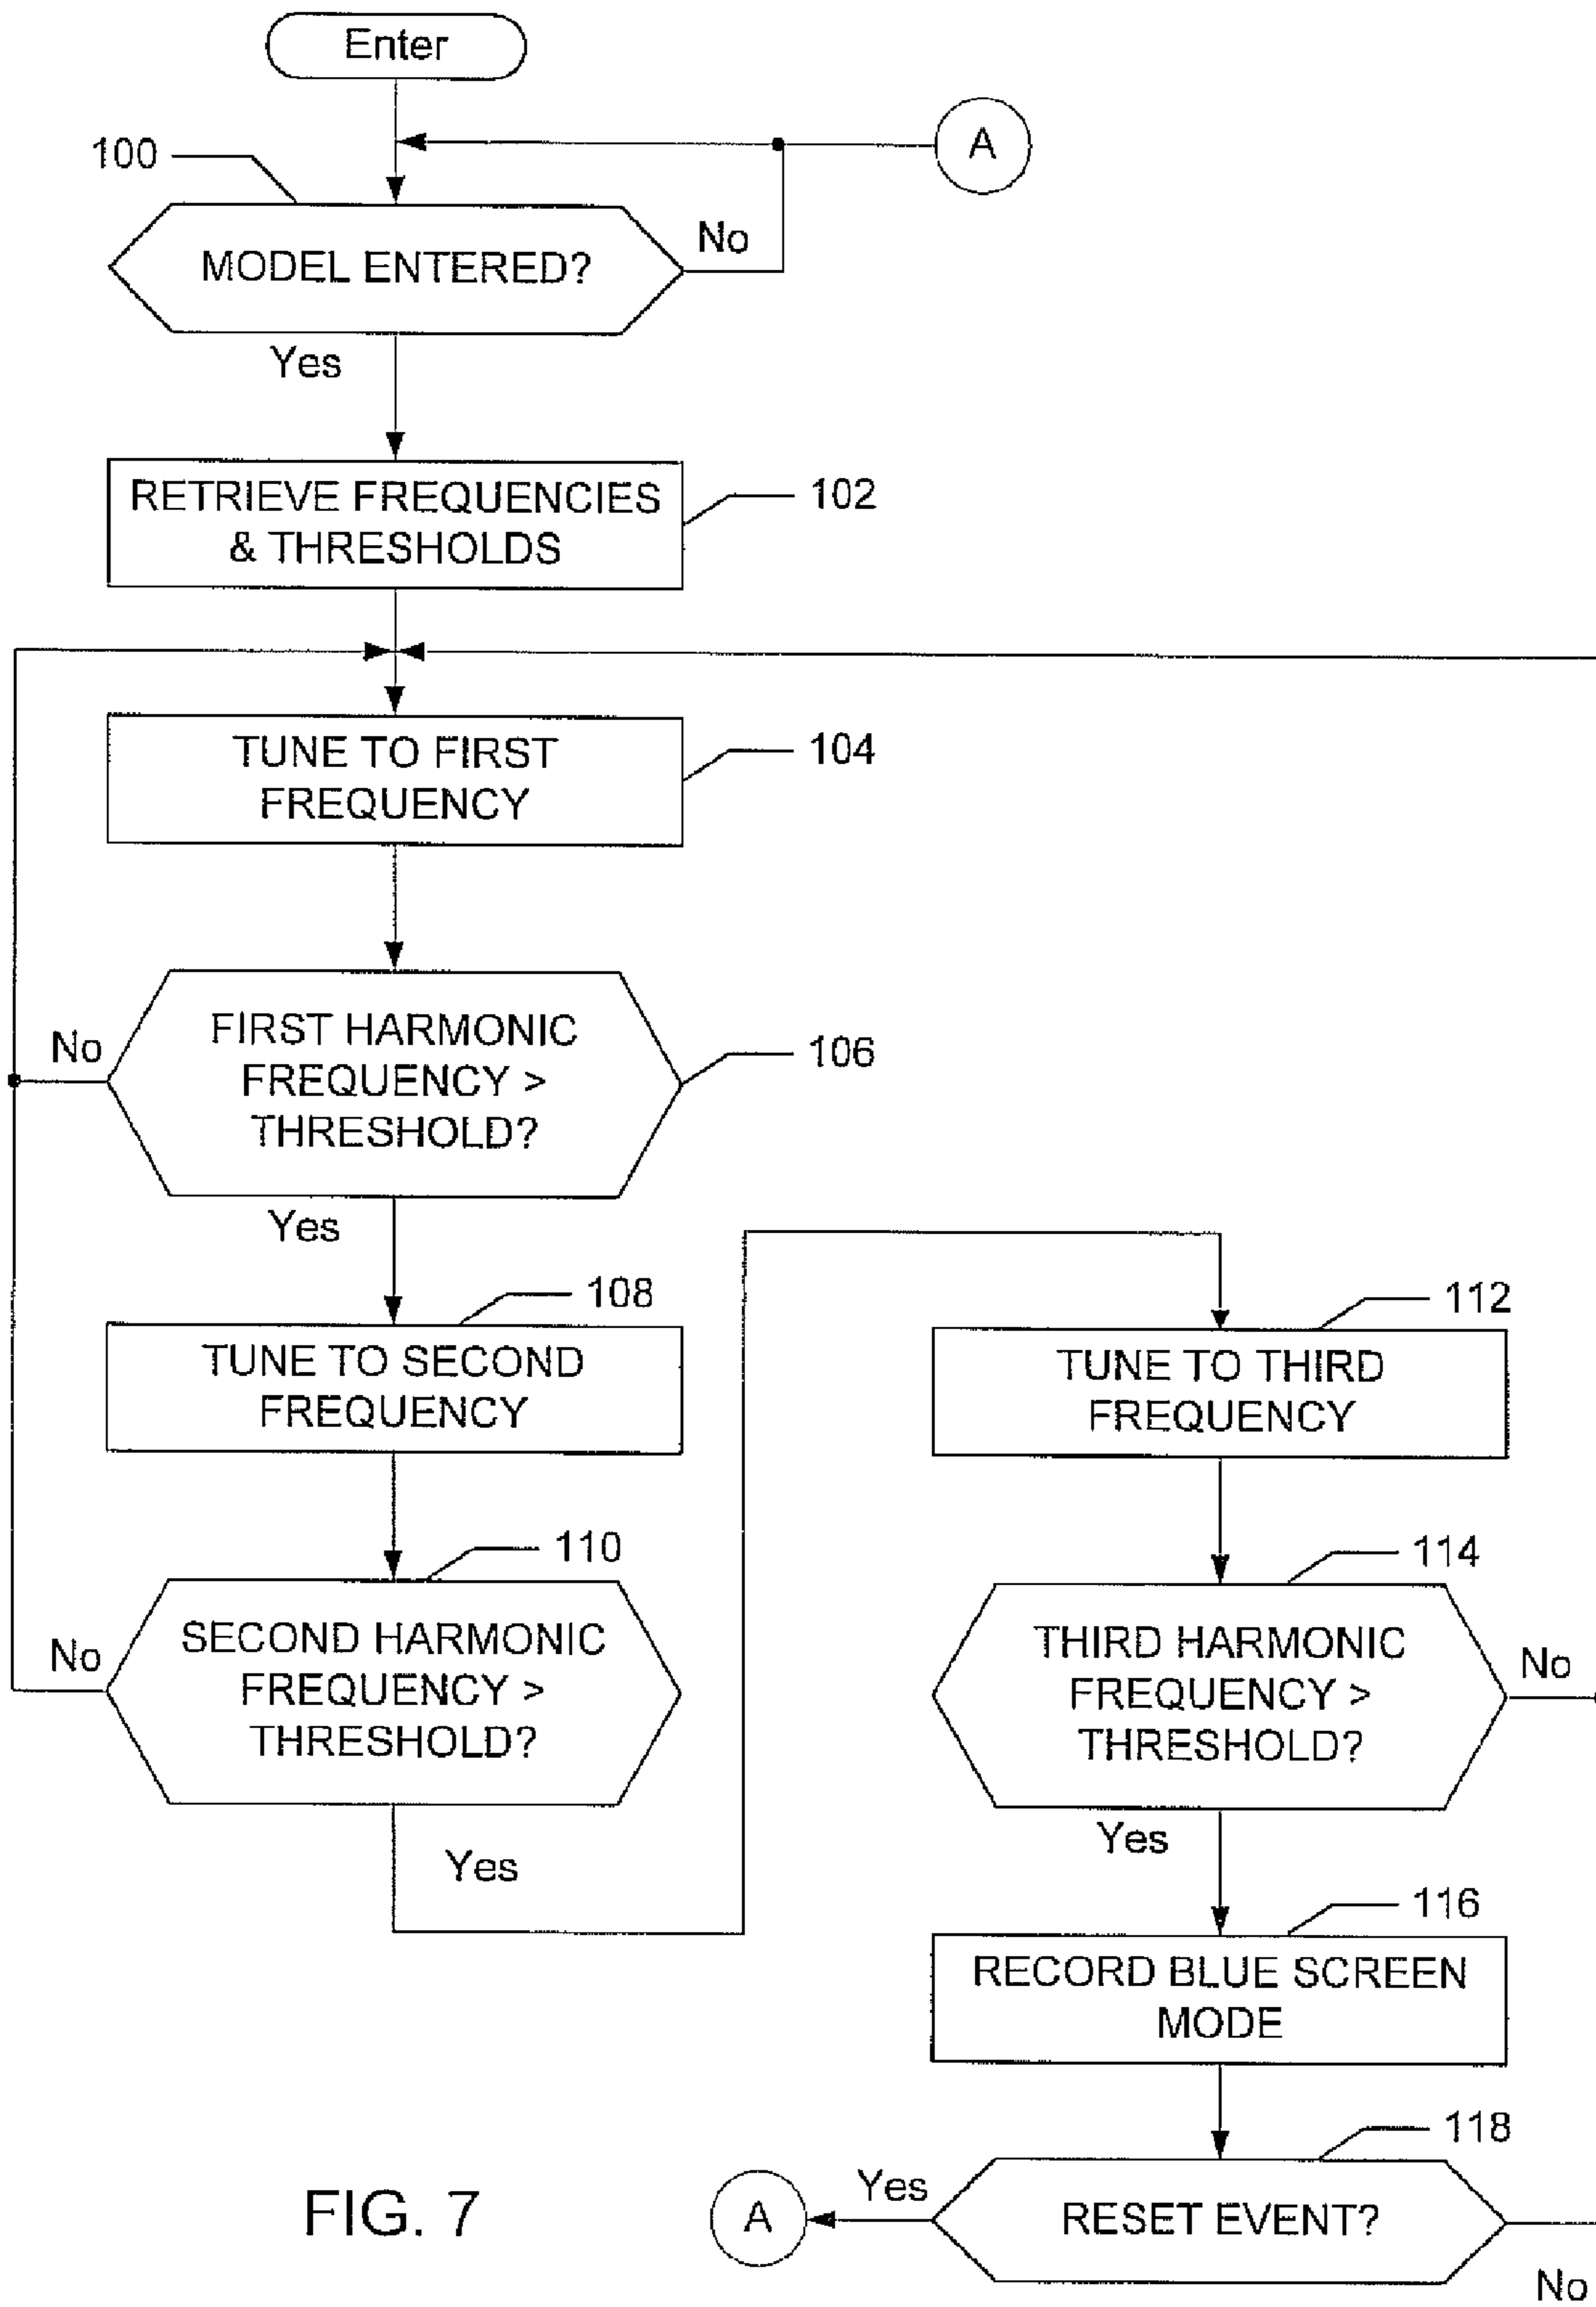 Enter
A
100
MODEL ENTERED?
No
Yes
RETRIEVE FREQUENCIES
& THRESHOLDS
102
TUNE TO FIRST
FREQUENCY
104
FIRST HARMONIC
FREQUENCY >
THRESHOLD?
No
106
Yes
108
TUNE TO SECOND
FREQUENCY
110
SECOND HARMONIC
FREQUENCY >
THRESHOLD?
No
Yes
112
TUNE TO THIRD
FREQUENCY
114
THIRD HARMONIC
FREQUENCY >
THRESHOLD?
No
Yes
116
RECORD BLUE SCREEN
MODE
118
RESET EVENT?
Yes
A
No
FIG. 7